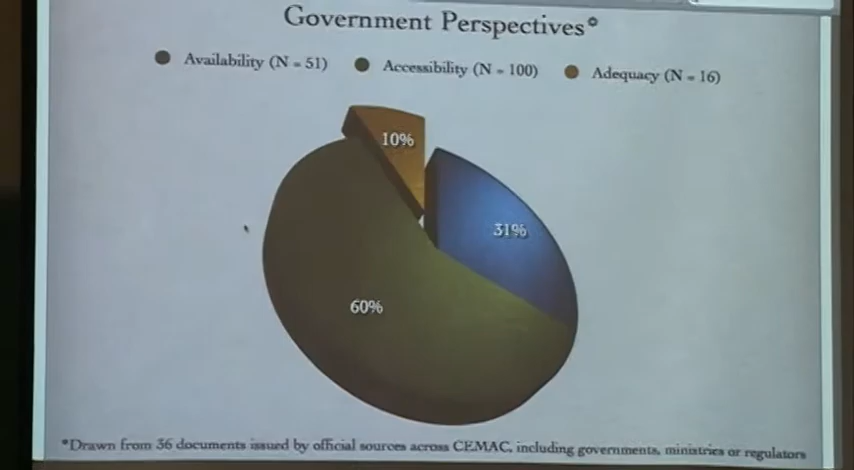 Government Perspectives*
Availability (N = 51) Accessibility (N = 100) Adequacy (N = 16)
10%
31%
60%
*Drawn from 36 documents issued by official sources across CEMAC, including governments, ministries or regulators